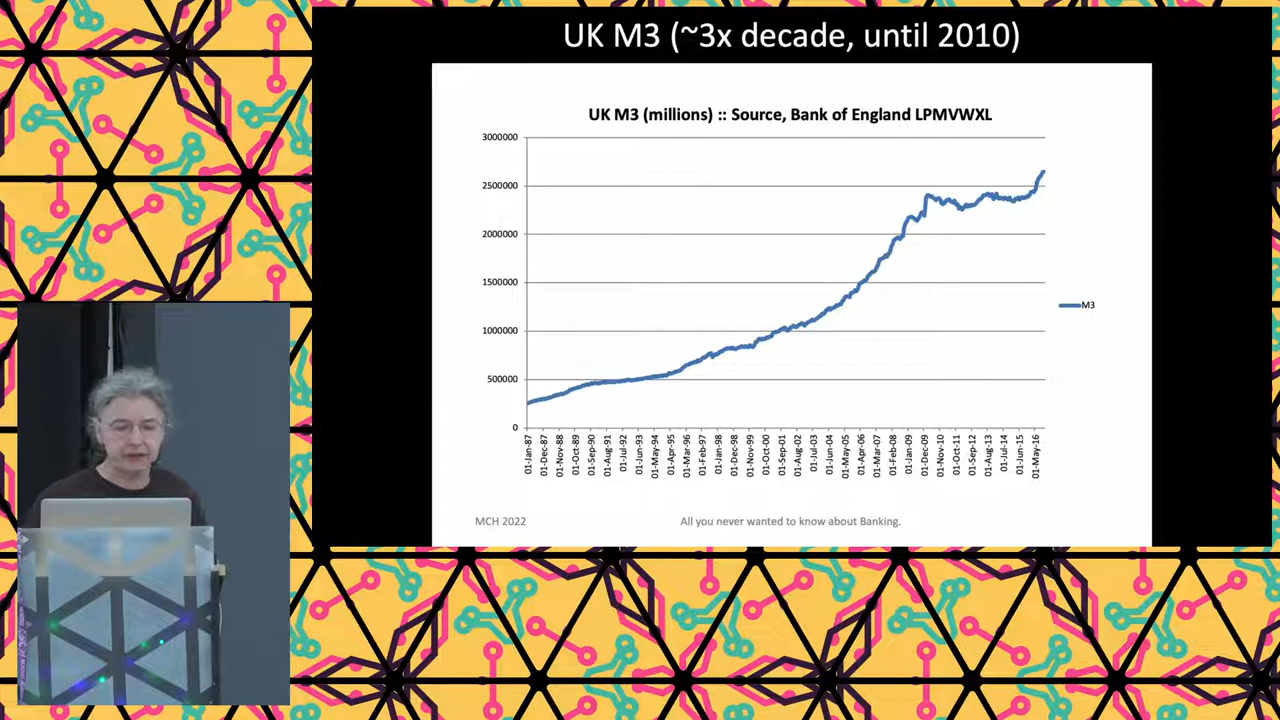 UK M3 (~3x decade, until 2010)
UK M3 (millions) :: Source, Bank of England LPMVWXL
3000000
2500000
2000000
1500000
1000000
500000
0
M3
01-Jan-87
01-Dec-87
01-Nov-88
01-Oct-89
01-Sep-90
01-Aug-91
01-Jul-92
01-Jun-93
01-May-94
01-Apr-95
01-Mar-96
01-Feb-97
01-Jan-98
01-Dec-98
01-Nov-99
01-Oct-00
01-Sep-01
01-Aug-02
01-Jul-03
01-Jun-04
01-May-05
01-Apr-06
01-Mar-07
01-Feb-08
01-Jan-09
01-Dec-09
01-Nov-10
01-Oct-11
01-Sep-12
01-Aug-13
01-Jul-14
01-Jun-15
01-May-16
MCH 2022
All you never wanted to know about Banking.